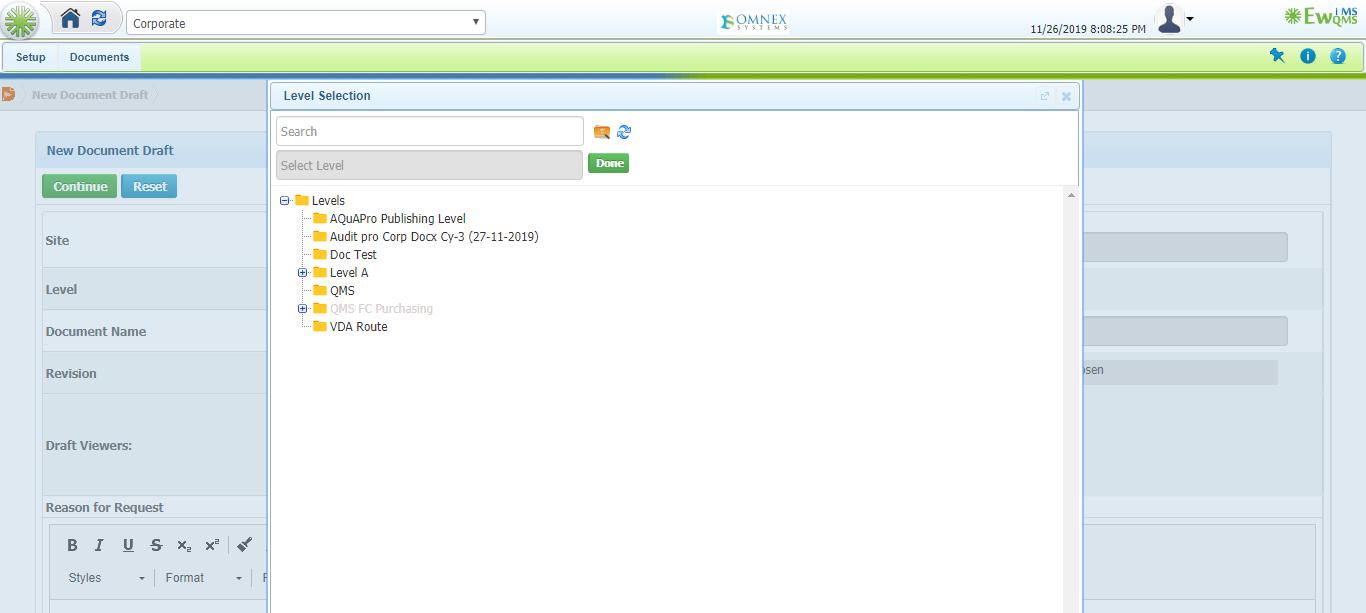 Corporate
OMNEX
SYSTEMS
11/26/2019 8:08:25 PM
EwIMS
QMS
Setup
Documents
New Document Draft
Level Selection
New Document Draft
Search
Select Level
Done
Continue
Reset
Levels
AQuAPro Publishing Level
Audit pro Corp Docx Cy-3 (27-11-2019)
Doc Test
Level A
QMS
QMS FC Purchasing
VDA Route
Site
Level
Document Name
Revision
osen
Draft Viewers:
Reason for Request
B I U S x₂ x²
Styles
Format
F